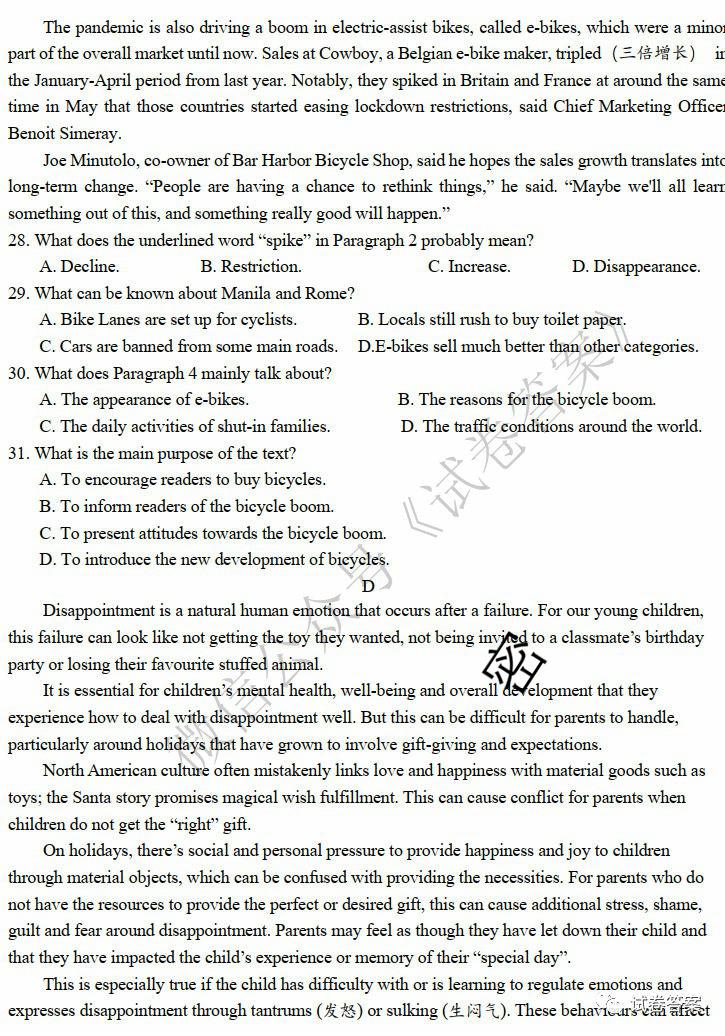 The pandemic is also driving a boom in electric-assist bikes, called e-bikes, which were a minor
part of the overall market until now. Sales at Cowboy, a Belgian e-bike maker, tripled（三倍增长） in
the January-April period from last year. Notably, they spiked in Britain and France at around the same
time in May that those countries started easing lockdown restrictions, said Chief Marketing Officer
Benoit Simeray.
Joe Minutolo, co-owner of Bar Harbor Bicycle Shop, said he hopes the sales growth translates into
long-term change. “People are having a chance to rethink things,” he said. “Maybe we'll all learn
something out of this, and something really good will happen.”
28. What does the underlined word “spike” in Paragraph 2 probably mean?
A. Decline. B. Restriction. C. Increase. D. Disappearance.
29. What can be known about Manila and Rome?
A. Bike Lanes are set up for cyclists. B. Locals still rush to buy toilet paper.
C. Cars are banned from some main roads. D.E-bikes sell much better than other categories.
30. What does Paragraph 4 mainly talk about?
A. The appearance of e-bikes. B. The reasons for the bicycle boom.
C. The daily activities of shut-in families. D. The traffic conditions around the world.
31. What is the main purpose of the text?
A. To encourage readers to buy bicycles.
B. To inform readers of the bicycle boom.
C. To present attitudes towards the bicycle boom.
D. To introduce the new development of bicycles.
D
Disappointment is a natural human emotion that occurs after a failure. For our young children,
this failure can look like not getting the toy they wanted, not being invited to a classmate’s birthday
party or losing their favourite stuffed animal.
密
It is essential for children’s mental health, well-being and overall development that they
experience how to deal with disappointment well. But this can be difficult for parents to handle,
particularly around holidays that have grown to involve gift-giving and expectations.
North American culture often mistakenly links love and happiness with material goods such as
toys; the Santa story promises magical wish fulfillment. This can cause conflict for parents when
children do not get the “right” gift.
On holidays, there’s social and personal pressure to provide happiness and joy to children
through material objects, which can be confused with providing the necessities. For parents who do
not have the resources to provide the perfect or desired gift, this can cause additional stress, shame,
guilt and fear around disappointment. Parents may feel as though they have let down their child and
that they have impacted the child’s experience or memory of their “special day”.
This is especially true if the child has difficulty with or is learning to regulate emotions and
expresses disappointment through tantrums (发怒) or sulking (生闷气). These behaviours can affect
微信公众号《试卷答案》
试卷答案